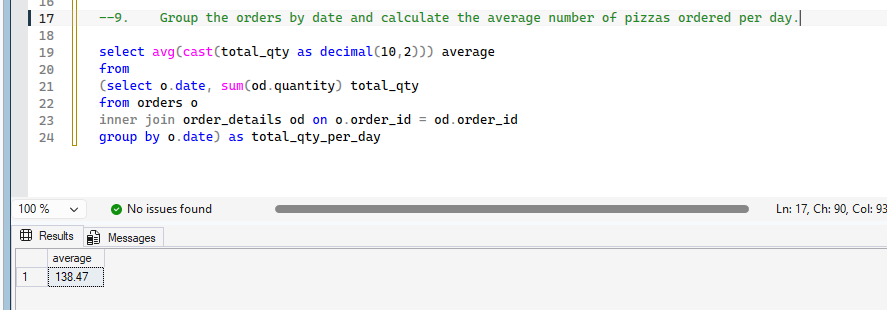 16
17 --9. Group the orders by date and calculate the average number of pizzas ordered per day.
18
19 select avg(cast(total_qty as decimal(10,2))) average
20 from
21 (select o.date, sum(od.quantity) total_qty
22 from orders o
23 inner join order_details od on o.order_id = od.order_id
24 group by o.date) as total_qty_per_day
100 % No issues found Ln: 17, Ch: 90, Col: 93
Results Messages
average
1 138.47